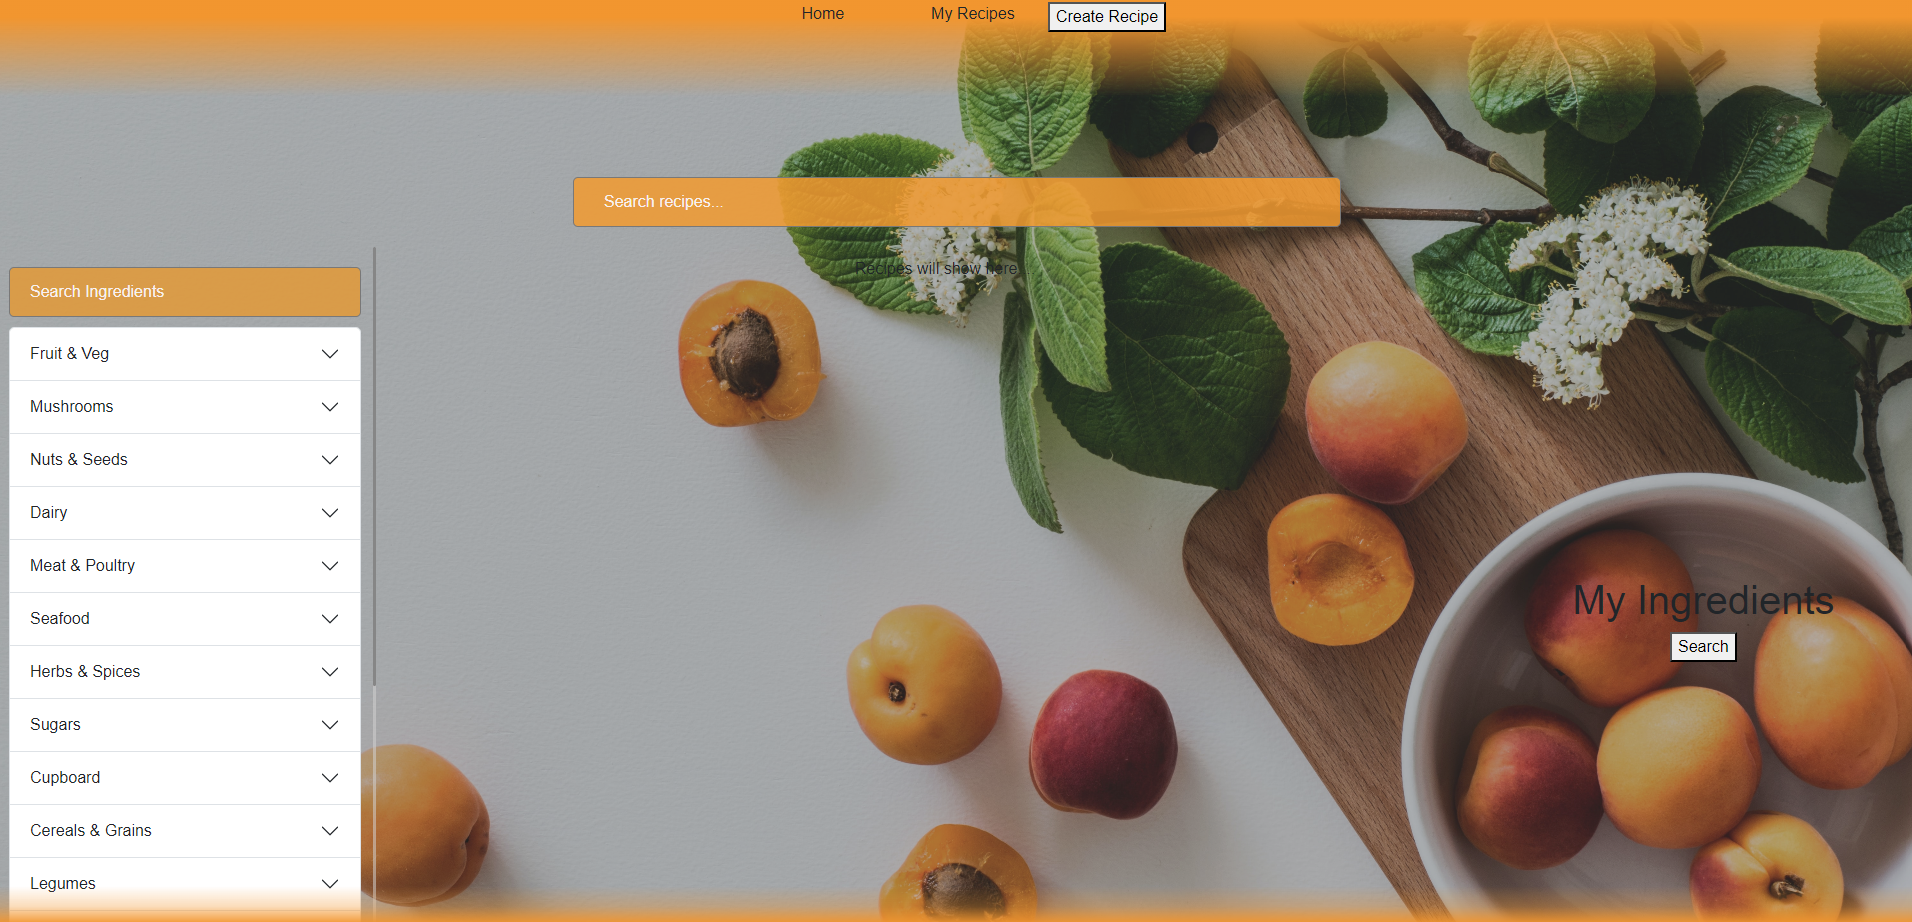 Home
My Recipes
Create Recipe
Search recipes...
Recipes will show here...
Search Ingredients
Fruit & Veg
Mushrooms
Nuts & Seeds
Dairy
Meat & Poultry
Seafood
Herbs & Spices
Sugars
Cupboard
Cereals & Grains
Legumes
My Ingredients
Search